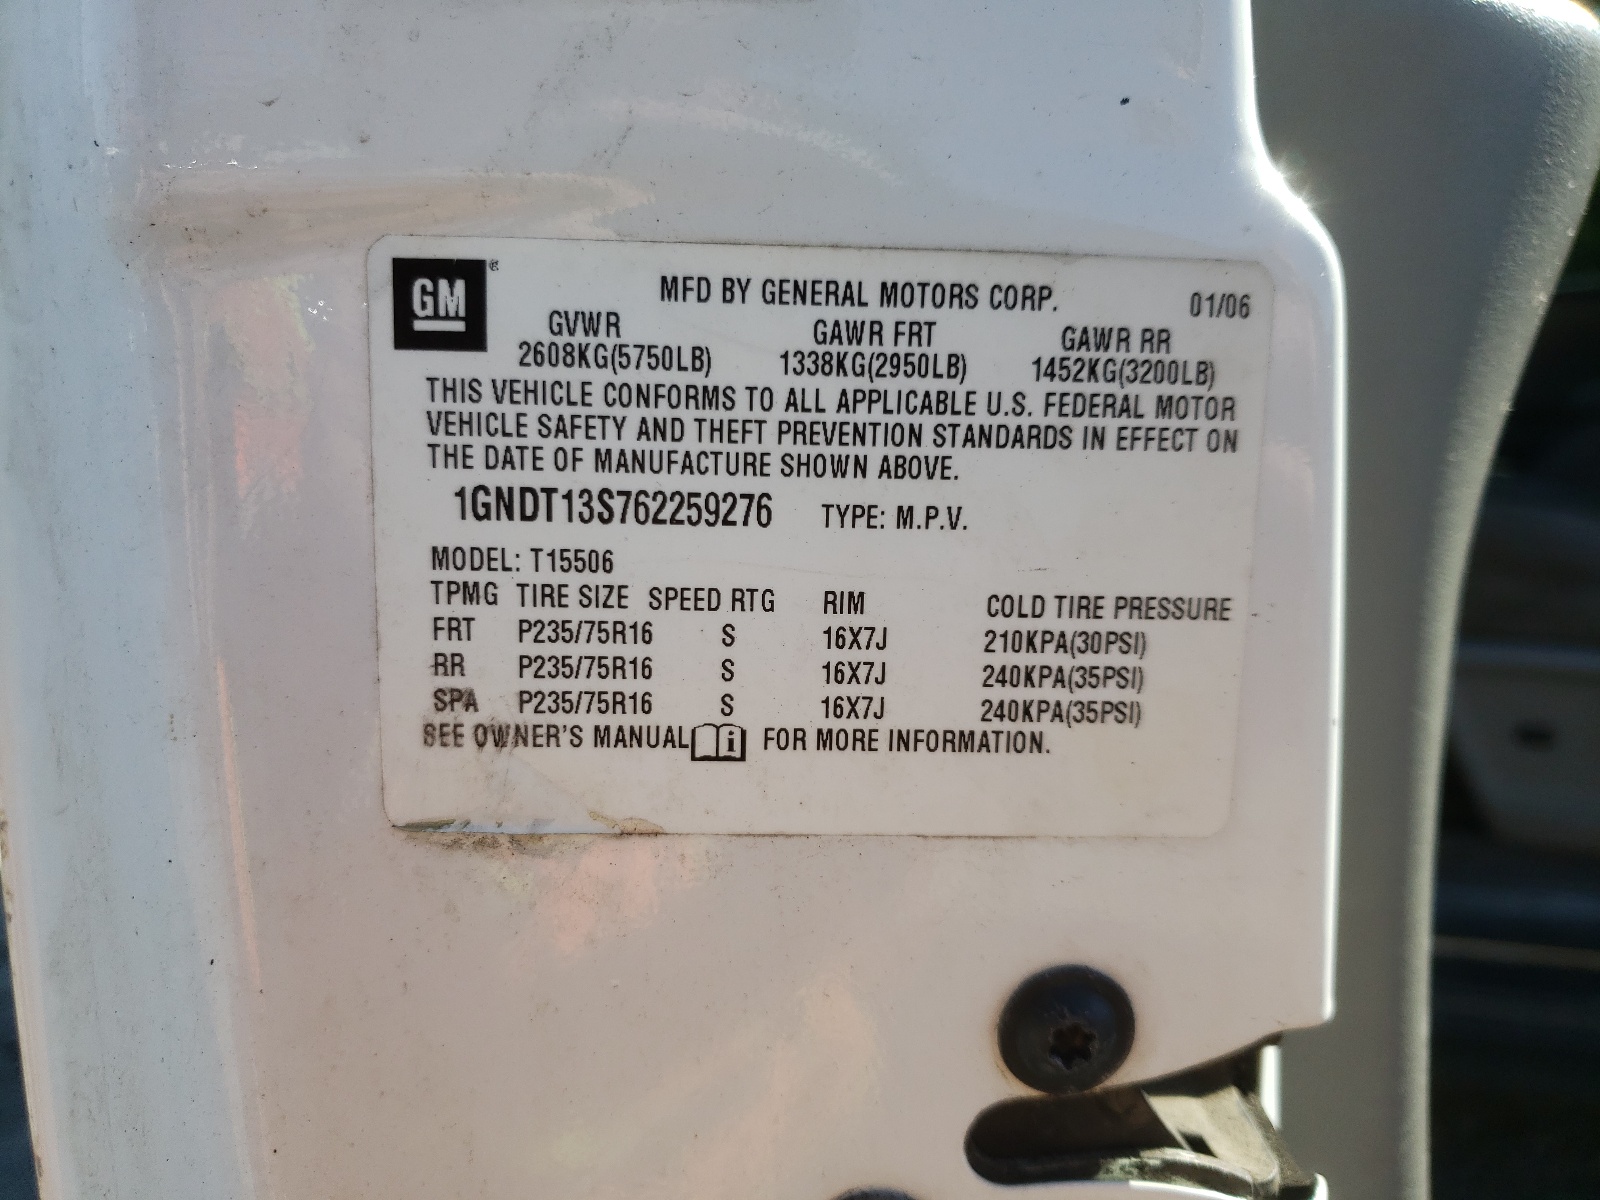 GM®
MFD BY GENERAL MOTORS CORP. 01/06
GVWR GAWR FRT GAWR RR
2608KG(5750LB) 1338KG(2950LB) 1452KG(3200LB)
THIS VEHICLE CONFORMS TO ALL APPLICABLE U.S. FEDERAL MOTOR
VEHICLE SAFETY AND THEFT PREVENTION STANDARDS IN EFFECT ON
THE DATE OF MANUFACTURE SHOWN ABOVE.
1GNDT13S762259276 TYPE: M.P.V.
MODEL: T15506
TPMG TIRE SIZE SPEED RTG RIM COLD TIRE PRESSURE
FRT P235/75R16 S 16X7J 210KPA(30PSI)
RR P235/75R16 S 16X7J 240KPA(35PSI)
SPA P235/75R16 S 16X7J 240KPA(35PSI)
SEE OWNER'S MANUAL i FOR MORE INFORMATION.